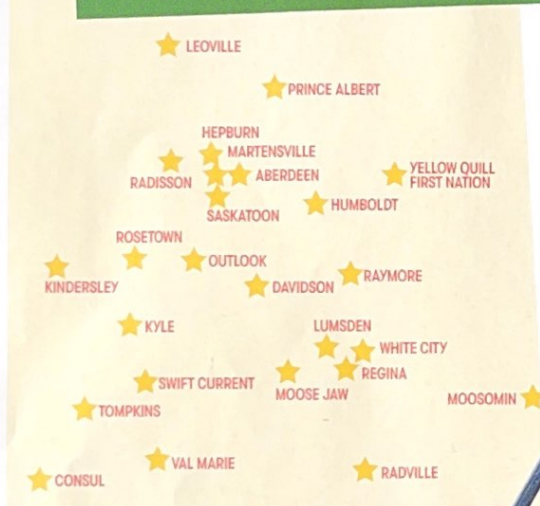 LEOVILLE
PRINCE ALBERT
HEPBURN
MARTENSVILLE
RADISSON
ABERDEEN
YELLOW QUILL
FIRST NATION
SASKATOON
HUMBOLDT
ROSETOWN
OUTLOOK
KINDERSLEY
DAVIDSON
RAYMORE
KYLE
LUMSDEN
WHITE CITY
REGINA
SWIFT CURRENT
MOOSE JAW
MOOSOMIN
TOMPKINS
VAL MARIE
RADVILLE
CONSUL